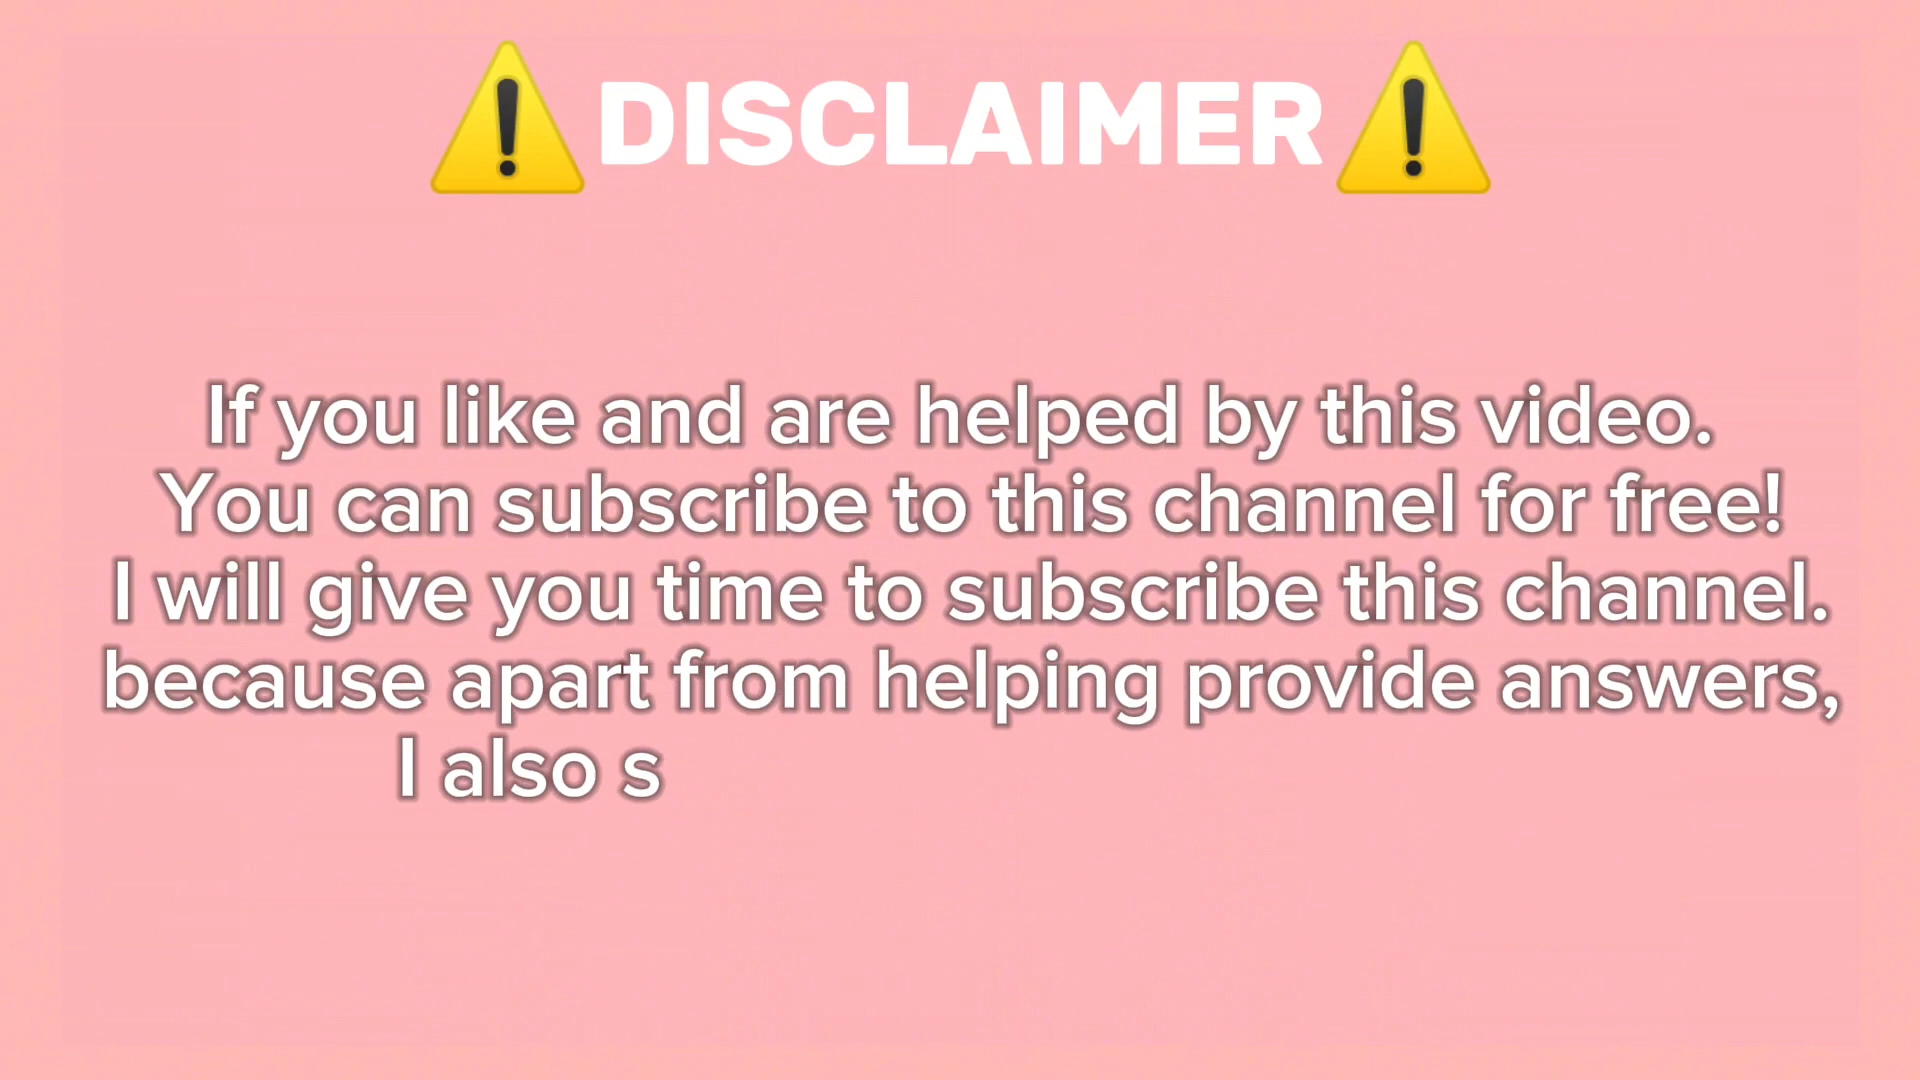 ⚠️DISCLAIMER⚠️
If you like and are helped by this video.
You can subscribe to this channel for free!
I will give you time to subscribe this channel.
because apart from helping provide answers,
I also s